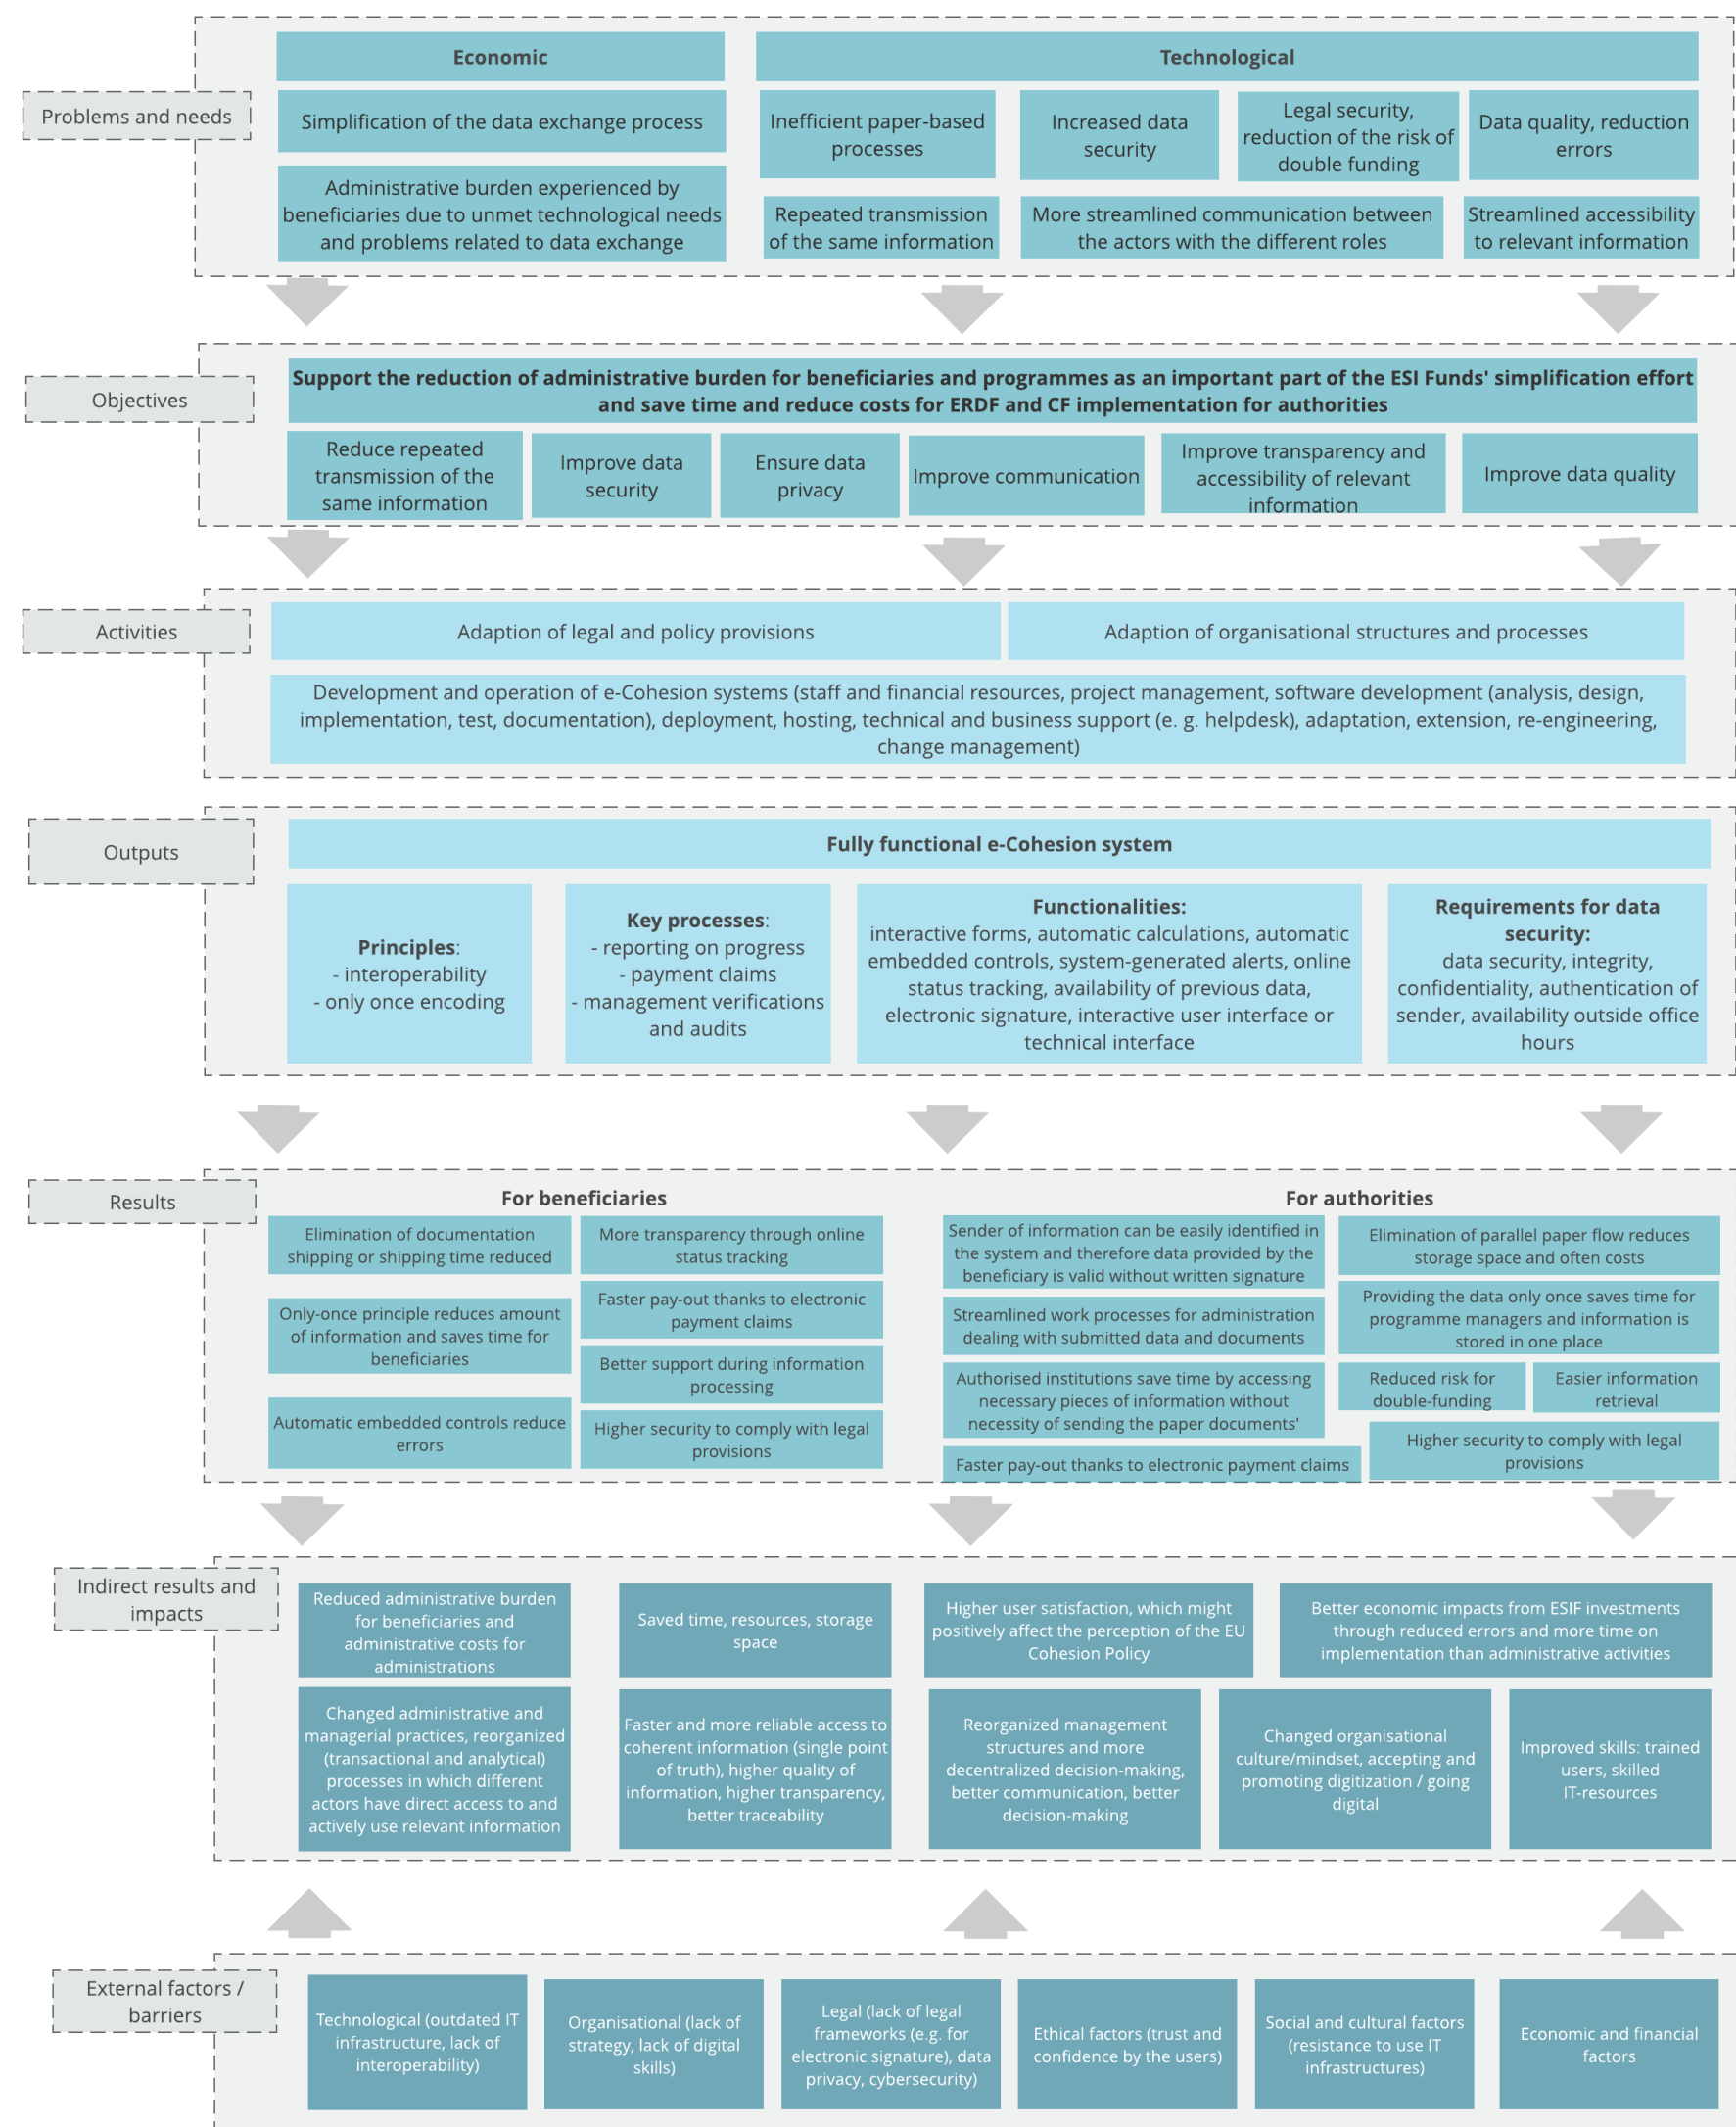 Economic
Technological
Problems and needs
Simplification of the data exchange process
Administrative burden experienced by
beneficiaries due to unmet technological needs
and problems related to data exchange
Inefficient paper-based
processes
Increased data
security
Legal security,
reduction of the risk of
double funding
Data quality, reduction
errors
Repeated transmission
of the same information
More streamlined communication between
the actors with the different roles
Streamlined accessibility
to relevant information
Objectives
Support the reduction of administrative burden for beneficiaries and programmes as an important part of the ESI Funds' simplification effort
and save time and reduce costs for ERDF and CF implementation for authorities
Reduce repeated
transmission of the
same information
Improve data
security
Ensure data
privacy
Improve communication
Improve transparency and
accessibility of relevant
information
Improve data quality
Activities
Adaption of legal and policy provisions
Adaption of organisational structures and processes
Development and operation of e-Cohesion systems (staff and financial resources, project management, software development (analysis, design,
implementation, test, documentation), deployment, hosting, technical and business support (e. g. helpdesk), adaptation, extension, re-engineering,
change management)
Outputs
Fully functional e-Cohesion system
Principles:
- interoperability
- only once encoding
Key processes:
- reporting on progress
- payment claims
- management verifications
and audits
Functionalities:
interactive forms, automatic calculations, automatic
embedded controls, system-generated alerts, online
status tracking, availability of previous data,
electronic signature, interactive user interface or
technical interface
Requirements for data
security:
data security, integrity,
confidentiality, authentication of
sender, availability outside office
hours
Results
For beneficiaries
Elimination of documentation
shipping or shipping time reduced
Only-once principle reduces amount
of information and saves time for
beneficiaries
Automatic embedded controls reduce
errors
More transparency through online
status tracking
Faster pay-out thanks to electronic
payment claims
Better support during information
processing
Higher security to comply with legal
provisions
For authorities
Sender of information can be easily identified in
the system and therefore data provided by the
beneficiary is valid without written signature
Streamlined work processes for administration
dealing with submitted data and documents
Authorised institutions save time by accessing
necessary pieces of information without
necessity of sending the paper documents'
Faster pay-out thanks to electronic payment claims
Elimination of parallel paper flow reduces
storage space and often costs
Providing the data only once saves time for
programme managers and information is
stored in one place
Reduced risk for
double-funding
Easier information
retrieval
Higher security to comply with legal
provisions
Indirect results and
impacts
Reduced administrative burden
for beneficiaries and
administrative costs for
administrations
Saved time, resources, storage
space
Higher user satisfaction, which might
positively affect the perception of the EU
Cohesion Policy
Better economic impacts from ESIF investments
through reduced errors and more time on
implementation than administrative activities
Changed administrative and
managerial practices, reorganized
(transactional and analytical)
processes in which different
actors have direct access to and
actively use relevant information
Faster and more reliable access to
coherent information (single point
of truth), higher quality of
information, higher transparency,
better traceability
Reorganized management
structures and more
decentralized decision-making,
better communication, better
decision-making
Changed organisational
culture/mindset, accepting and
promoting digitization / going
digital
Improved skills: trained
users, skilled
IT-resources
External factors /
barriers
Technological (outdated IT
infrastructure, lack of
interoperability)
Organisational (lack of
strategy, lack of digital
skills)
Legal (lack of legal
frameworks (e.g. for
electronic signature), data
privacy, cybersecurity)
Ethical factors (trust and
confidence by the users)
Social and cultural factors
(resistance to use IT
infrastructures)
Economic and financial
factors